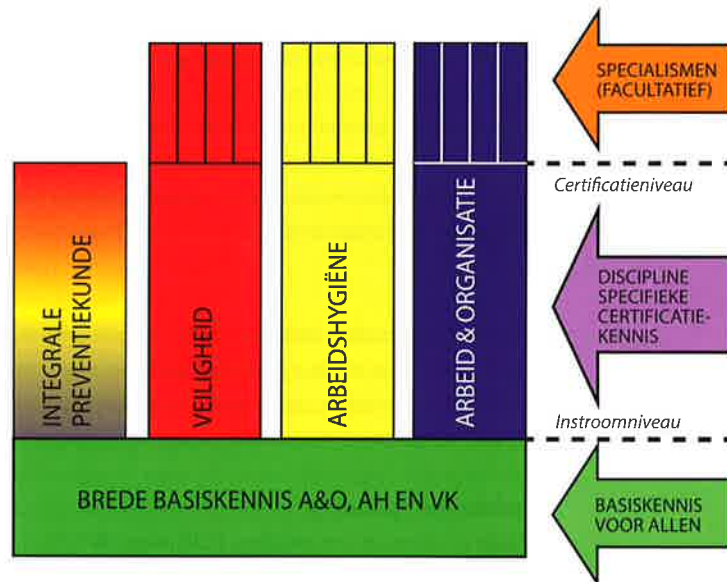 SPECIALISMEN
(FACULTATIEF)
Certificatieniveau
INTEGRALE
PREVENTIEKUNDE
VEILIGHEID
ARBEIDSHYGIËNE
ARBEID & ORGANISATIE
DISCIPLINE
SPECIFIEKE
CERTIFICATIE-
KENNIS
Instroomniveau
BREDE BASISKENNIS A&O, AH EN VK
BASISKENNIS
VOOR ALLEN